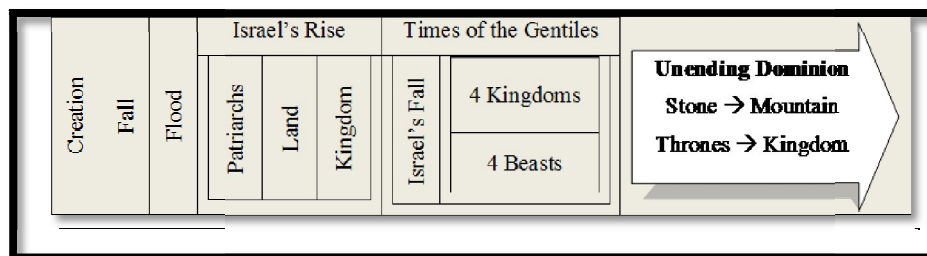 Creation
Fall
Flood
Israel's Rise
Patriarchs
Land
Kingdom
Times of the Gentiles
Israel's Fall
4 Kingdoms
4 Beasts
Unending Dominion
Stone → Mountain
Thrones → Kingdom